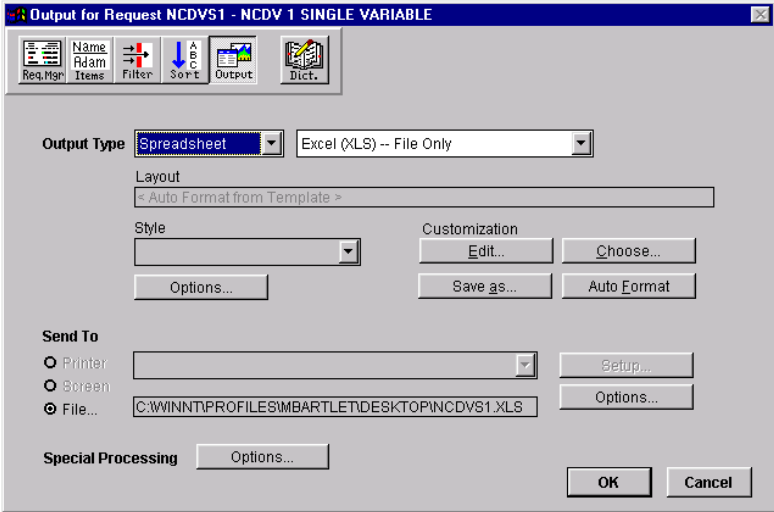 Output for Request NCDVS1 - NCDV 1 SINGLE VARIABLE
Name
Adam
A
B
C
Req.Mgr Items Filter Sort Output Dict.
Output Type Spreadsheet Excel (XLS) -- File Only
Layout
< Auto Format from Template >
Style Customization
Edit... Choose...
Options... Save as... Auto Format
Send To
Printer Setup...
Screen
Options...
File... C:\WINNT\PROFILES\MBARTLET\DESKTOP\NCDVS1.XLS
Special Processing Options...
OK Cancel